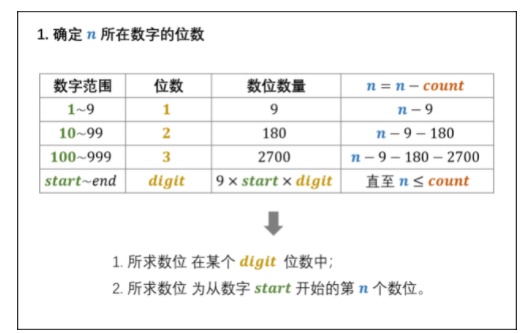 1. 确定 n 所在数字的位数
数字范围 位数 数位数量 n = n − count
1~9 1 9 n − 9
10~99 2 180 n − 9 − 180
100~999 3 2700 n − 9 − 180 − 2700
start~end digit 9 × start × digit 直至 n ≤ count
1. 所求数位 在某个 digit 位数中;
2. 所求数位 为从数字 start 开始的第 n 个数位。